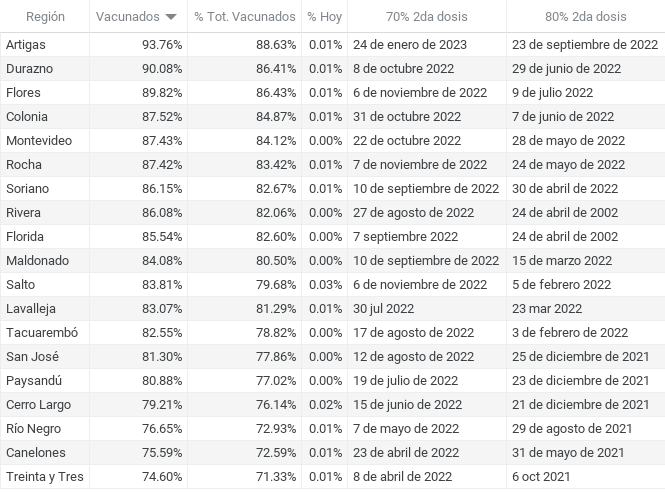 Región Vacunados % Tot. Vacunados % Hoy 70% 2da dosis 80% 2da dosis
Artigas 93.76% 88.63% 0.01% 24 de enero de 2023 23 de septiembre de 2022
Durazno 90.08% 86.41% 0.01% 8 de octubre 2022 29 de junio de 2022
Flores 89.82% 86.43% 0.01% 6 de noviembre de 2022 9 de julio 2022
Colonia 87.52% 84.87% 0.01% 31 de octubre 2022 7 de junio de 2022
Montevideo 87.43% 84.12% 0.00% 22 de octubre 2022 28 de mayo de 2022
Rocha 87.42% 83.42% 0.01% 7 de noviembre de 2022 24 de mayo de 2022
Soriano 86.15% 82.67% 0.01% 10 de septiembre de 2022 30 de abril de 2022
Rivera 86.08% 82.06% 0.00% 27 de agosto de 2022 24 de abril de 2002
Florida 85.54% 82.60% 0.00% 7 septiembre 2022 24 de abril de 2002
Maldonado 84.08% 80.50% 0.00% 10 de septiembre de 2022 15 de marzo 2022
Salto 83.81% 79.68% 0.03% 6 de noviembre de 2022 5 de febrero 2022
Lavalleja 83.07% 81.29% 0.01% 30 jul 2022 23 mar 2022
Tacuarembó 82.55% 78.82% 0.00% 17 de agosto de 2022 3 de febrero de 2022
San José 81.30% 77.86% 0.00% 12 de agosto de 2022 25 de diciembre de 2021
Paysandú 80.88% 77.02% 0.00% 19 de julio de 2022 23 de diciembre de 2021
Cerro Largo 79.21% 76.14% 0.02% 15 de junio de 2022 21 de diciembre de 2021
Río Negro 76.65% 72.93% 0.01% 7 de mayo de 2022 29 de agosto de 2021
Canelones 75.59% 72.59% 0.01% 23 de abril de 2022 31 de mayo de 2021
Treinta y Tres 74.60% 71.33% 0.01% 8 de abril de 2022 6 oct 2021